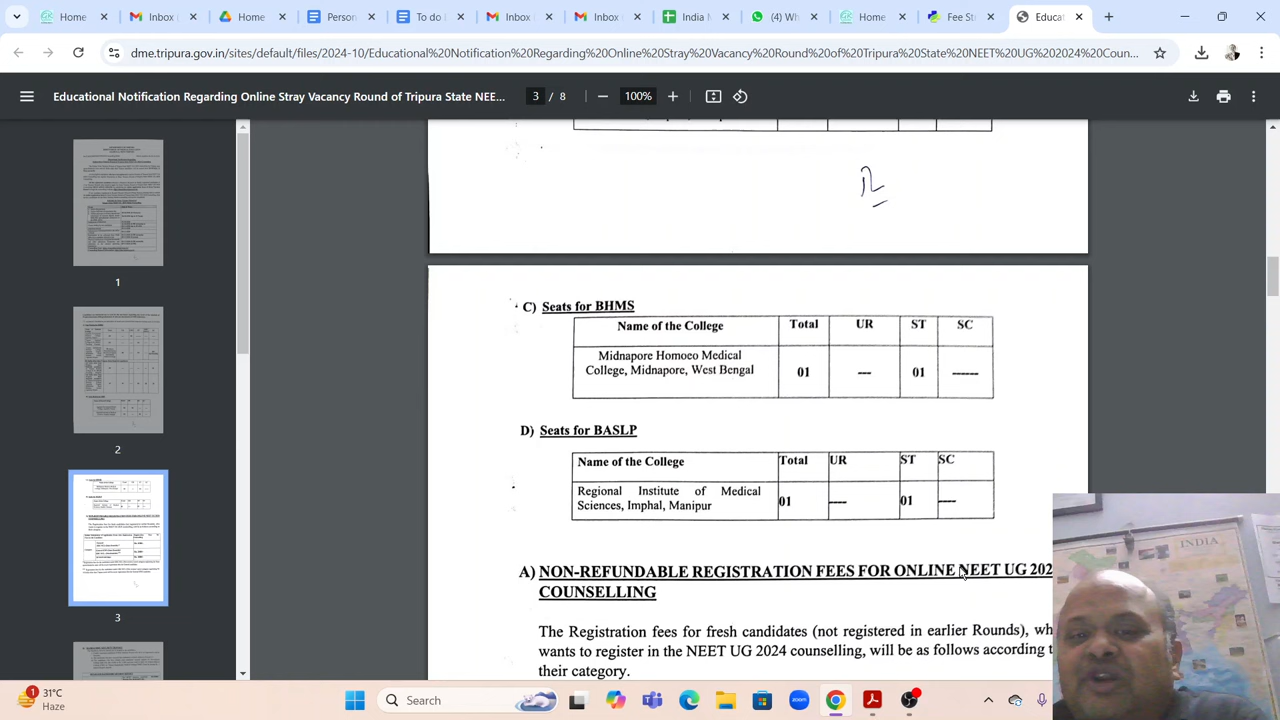 Home
Inbox
Home
Person
To do l
Inbox
Inbox
India M
(4) Wh
Home
Fee St
Educa
dme.tripura.gov.in/sites/default/files/2024-10/Educational%20Notification%20Regarding%20Online%20Stray%20Vacancy%20Round%20of%20Tripura%20State%20NEET%20UG%202024%20Coun...
Educational Notification Regarding Online Stray Vacancy Round of Tripura State NEE...
3 / 8
100%
1
2
3
C) Seats for BHMS
Name of the College Total UR ST SC
Midnapore Homoeo Medical
College, Midnapore, West Bengal 01 --- 01 ------
D) Seats for BASLP
Name of the College Total UR ST SC
Regional Institute of Medical
Sciences, Imphal, Manipur 01 ---- 01 ----
A) NON-REFUNDABLE REGISTRATION FEES FOR ONLINE NEET UG 202
COUNSELLING
The Registration fees for fresh candidates (not registered in earlier Rounds), wh
wants to register in the NEET UG 2024 counselling, will be as follows according t
their category.
INDIA
1
31°C
Haze
Search
zoom